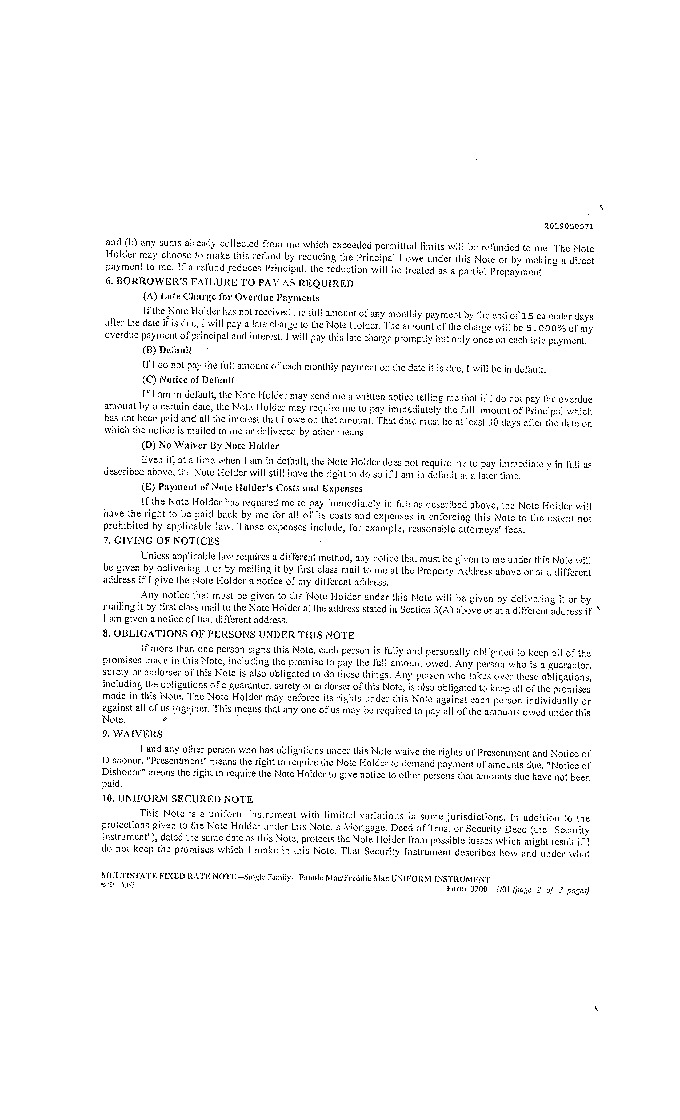 and (b) any sums already collected from me which exceeded permitted limits will be refunded to me. The Note
Holder may choose to make this refund by reducing the Principal I owe under this Note or by making a direct
payment to me. If a refund reduces Principal, the reduction will be treated as a partial Prepayment.
6. BORROWER'S FAILURE TO PAY AS REQUIRED
(A) Late Charge for Overdue Payments
If the Note Holder has not received the full amount of any monthly payment by the end of 15 calendar days
after the date it is due, I will pay a late charge to the Note Holder. The amount of the charge will be 5.000% of my
overdue payment of principal and interest. I will pay this late charge promptly but only once on each late payment.
(B) Default
If I do not pay the full amount of each monthly payment on the date it is due, I will be in default.
(C) Notice of Default
If I am in default, the Note Holder may send me a written notice telling me that if I do not pay the overdue
amount by a certain date, the Note Holder may require me to pay immediately the full amount of Principal which
has not been paid and all the interest that I owe on that amount. That date must be at least 30 days after the date on
which the notice is mailed to me or delivered by other means.
(D) No Waiver By Note Holder
Even if, at a time when I am in default, the Note Holder does not require me to pay immediately in full as
described above, the Note Holder will still have the right to do so if I am in default at a later time.
(E) Payment of Note Holder's Costs and Expenses
If the Note Holder has required me to pay immediately in full as described above, the Note Holder will
have the right to be paid back by me for all of its costs and expenses in enforcing this Note to the extent not
prohibited by applicable law. Those expenses include, for example, reasonable attorneys' fees.
7. GIVING OF NOTICES
Unless applicable law requires a different method, any notice that must be given to me under this Note will
be given by delivering it or by mailing it by first class mail to me at the Property Address above or at a different
address if I give the Note Holder a notice of my different address.
Any notice that must be given to the Note Holder under this Note will be given by delivering it or by
mailing it by first class mail to the Note Holder at the address stated in Section 3(A) above or at a different address if
I am given a notice of that different address.
8. OBLIGATIONS OF PERSONS UNDER THIS NOTE
If more than one person signs this Note, each person is fully and personally obligated to keep all of the
promises made in this Note, including the promise to pay the full amount owed. Any person who is a guarantor,
surety or endorser of this Note is also obligated to do these things. Any person who takes over these obligations,
including the obligations of a guarantor, surety or endorser of this Note, is also obligated to keep all of the promises
made in this Note. The Note Holder may enforce its rights under this Note against each person individually or
against all of us together. This means that any one of us may be required to pay all of the amounts owed under this
Note.
9. WAIVERS
I and any other person who has obligations under this Note waive the rights of Presentment and Notice of
Dishonor. "Presentment" means the right to require the Note Holder to demand payment of amounts due. "Notice of
Dishonor" means the right to require the Note Holder to give notice to other persons that amounts due have not been
paid.
10. UNIFORM SECURED NOTE
This Note is a uniform instrument with limited variations in some jurisdictions. In addition to the
protections given to the Note Holder under this Note, a Mortgage, Deed of Trust, or Security Deed (the "Security
Instrument"), dated the same date as this Note, protects the Note Holder from possible losses which might result if I
do not keep the promises which I make in this Note. That Security Instrument describes how and under what
MULTISTATE FIXED RATE NOTE—Single Family—Fannie Mae/Freddie Mac UNIFORM INSTRUMENT
Form 3200 1/01 (page 2 of 3 pages)